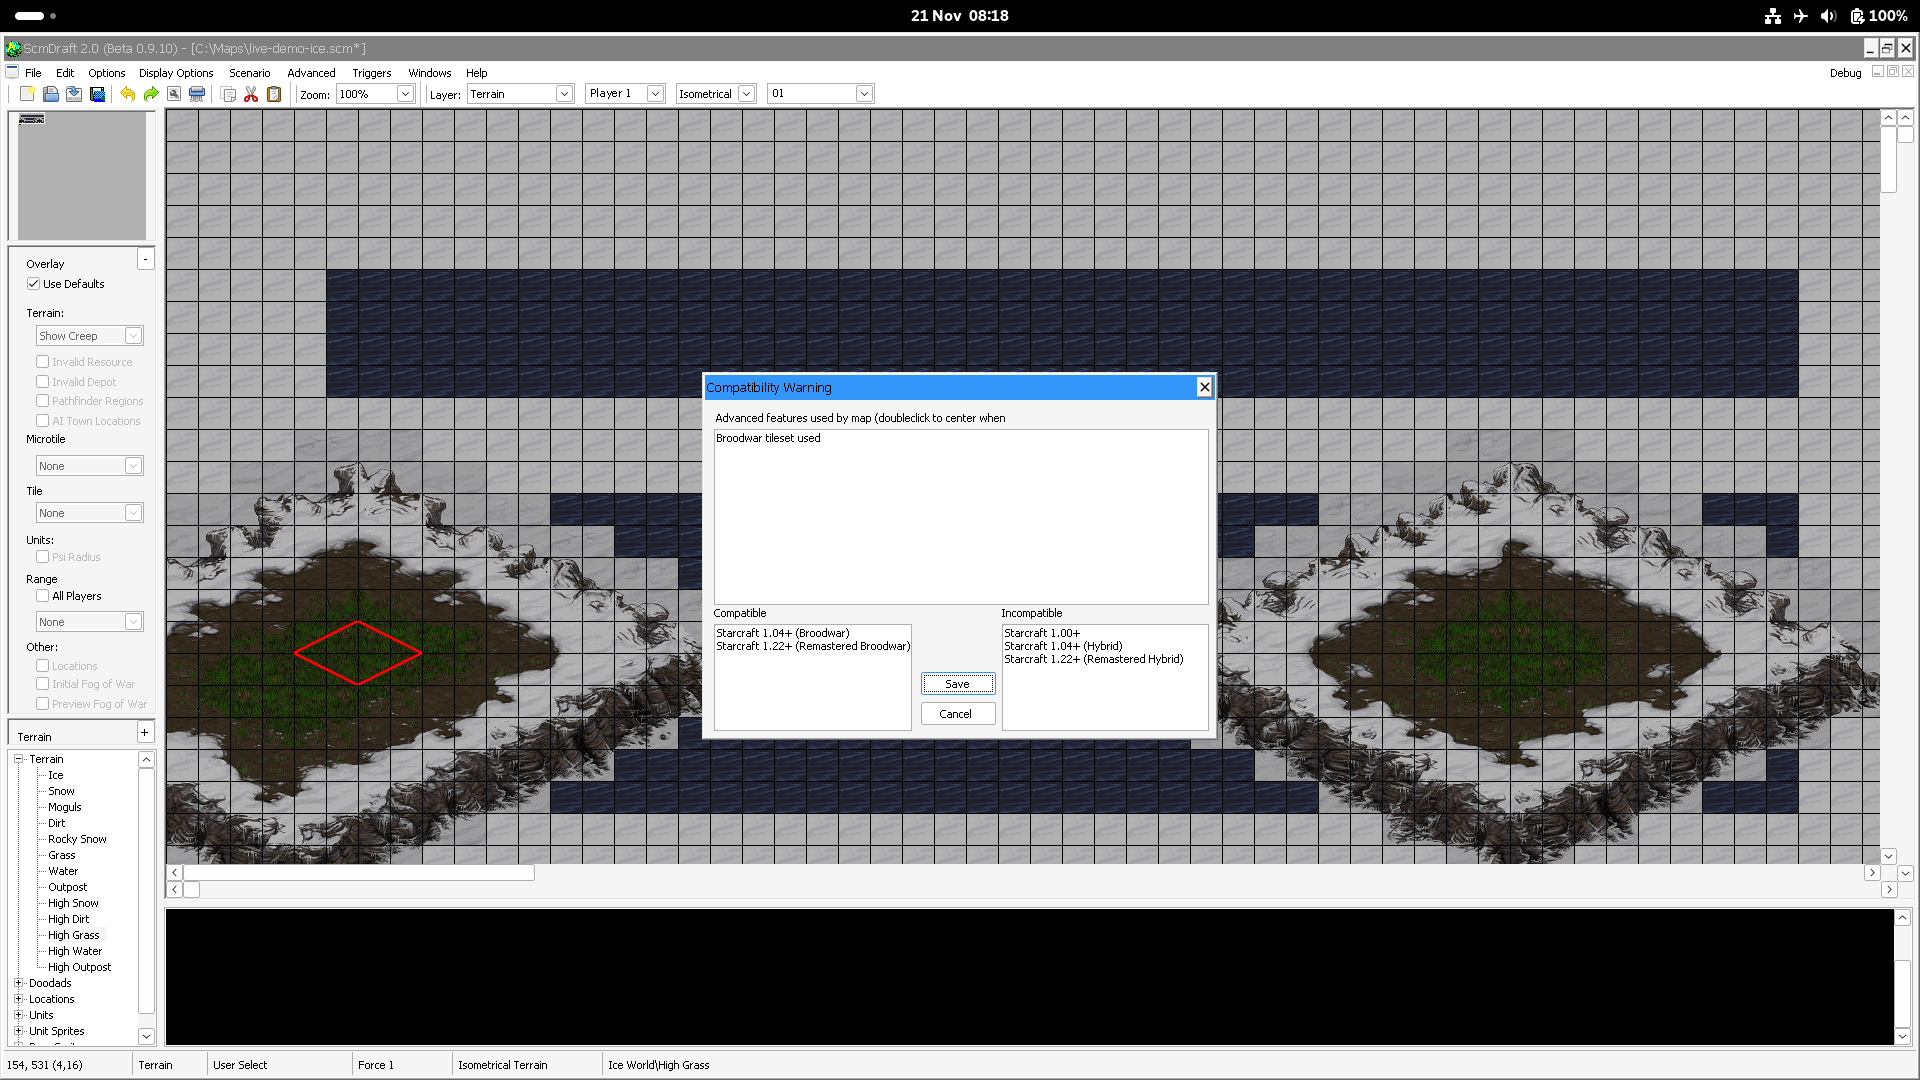 21 Nov 08:18
100%
ScmDraft 2.0 (Beta 0.9.10) - [C:\Maps\live-demo-ice.scm*]
File Edit Options Display Options Scenario Advanced Triggers Windows Help
Debug
Zoom: 100% Layer: Terrain Player 1 Isometrical 01
Overlay
-
Use Defaults
Terrain:
Show Creep
Invalid Resource
Invalid Depot
Pathfinder Regions
AI Town Locations
Microtile
None
Tile
None
Units:
Psi Radius
Range
All Players
None
Other:
Locations
Initial Fog of War
Preview Fog of War
Terrain
+
Terrain
Ice
Snow
Moguls
Dirt
Rocky Snow
Grass
Water
Outpost
High Snow
High Dirt
High Grass
High Water
High Outpost
Doodads
Locations
Units
Unit Sprites
Compatibility Warning
Advanced features used by map (doubleclick to center when
Broodwar tileset used
Compatible
Starcraft 1.04+ (Broodwar)
Starcraft 1.22+ (Remastered Broodwar)
Save
Cancel
Incompatible
Starcraft 1.00+
Starcraft 1.04+ (Hybrid)
Starcraft 1.22+ (Remastered Hybrid)
154, 531 (4,16) Terrain User Select Force 1 Isometrical Terrain Ice World\High Grass